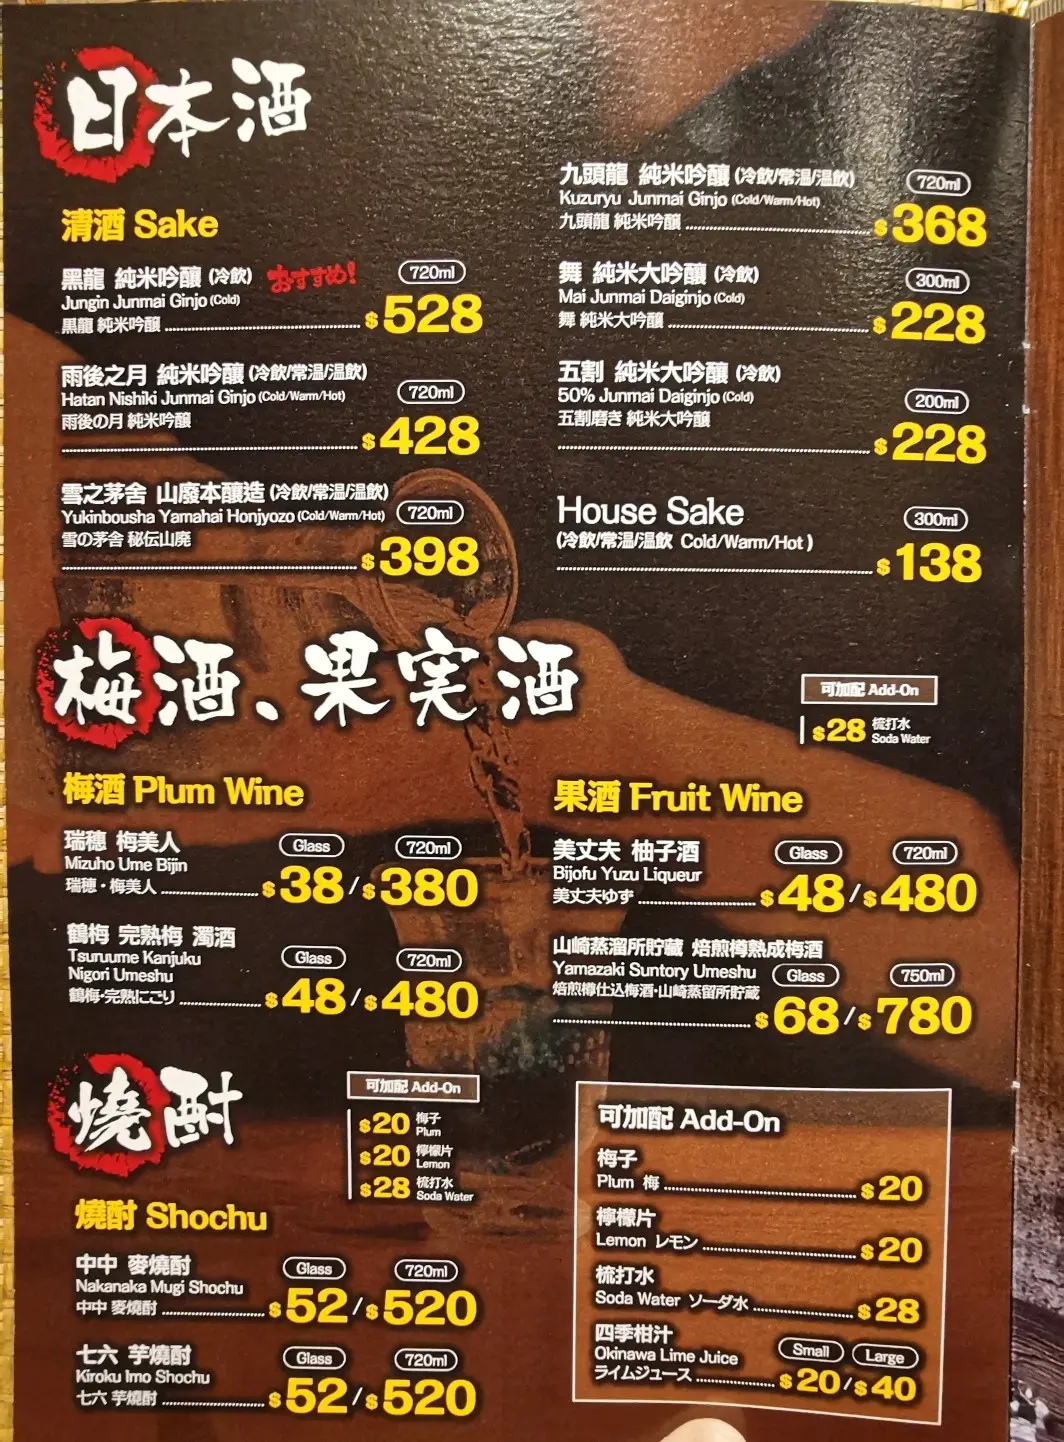 日本酒
清酒 Sake
黑龍 純米吟釀 (冷飲) おすすめ! 720ml
Jungin Junmai Ginjo (Cold)
黒龍 純米吟醸 $528
雨後之月 純米吟釀 (冷飲/常温/温飲)
Hatan Nishiki Junmai Ginjo (Cold/Warm/Hot) 720ml
雨後の月 純米吟醸
$428
雪之茅舍 山廢本釀造 (冷飲/常温/温飲)
Yukinbousha Yamahai Honjyozo (Cold/Warm/Hot) 720ml
雪の茅舎 秘伝山廃
$398
九頭龍 純米吟釀 (冷飲/常温/温飲) 720ml
Kuzuryu Junmai Ginjo (Cold/Warm/Hot)
九頭龍 純米吟醸 $368
舞 純米大吟釀 (冷飲) 300ml
Mai Junmai Daiginjo (Cold)
舞 純米大吟醸 $228
五割 純米大吟釀 (冷飲)
50% Junmai Daiginjo (Cold) 200ml
五割磨き 純米大吟醸
$228
House Sake 300ml
(冷飲/常温/温飲 Cold/Warm/Hot)
$138
梅酒、果実酒
可加配 Add-On
$28 梳打水
Soda Water
梅酒 Plum Wine
瑞穗 梅美人 Glass 720ml
Mizuho Ume Bijin
瑞穂・梅美人 $38/$380
鶴梅 完熟梅 濁酒
Tsuruume Kanjuku Glass 720ml
Nigori Umeshu
鶴梅・完熟にごり $48/$480
果酒 Fruit Wine
美丈夫 柚子酒 Glass 720ml
Bijofu Yuzu Liqueur
美丈夫ゆず $48/$480
山崎蒸溜所貯藏 焙煎樽熟成梅酒
Yamazaki Suntory Umeshu Glass 750ml
焙煎樽仕込梅酒・山崎蒸留所貯蔵
$68/$780
燒酎
可加配 Add-On
$20 梅子
Plum
$20 檸檬片
Lemon
$28 梳打水
Soda Water
燒酎 Shochu
中中 麥燒酎 Glass 720ml
Nakanaka Mugi Shochu
中中 麥燒酎 $52/$520
七六 芋燒酎 Glass 720ml
Kiroku Imo Shochu
七六 芋燒酎 $52/$520
可加配 Add-On
梅子
Plum 梅 $20
檸檬片
Lemon レモン $20
梳打水
Soda Water ソーダ水 $28
四季柑汁 Small Large
Okinawa Lime Juice
ライムジュース $20/$40